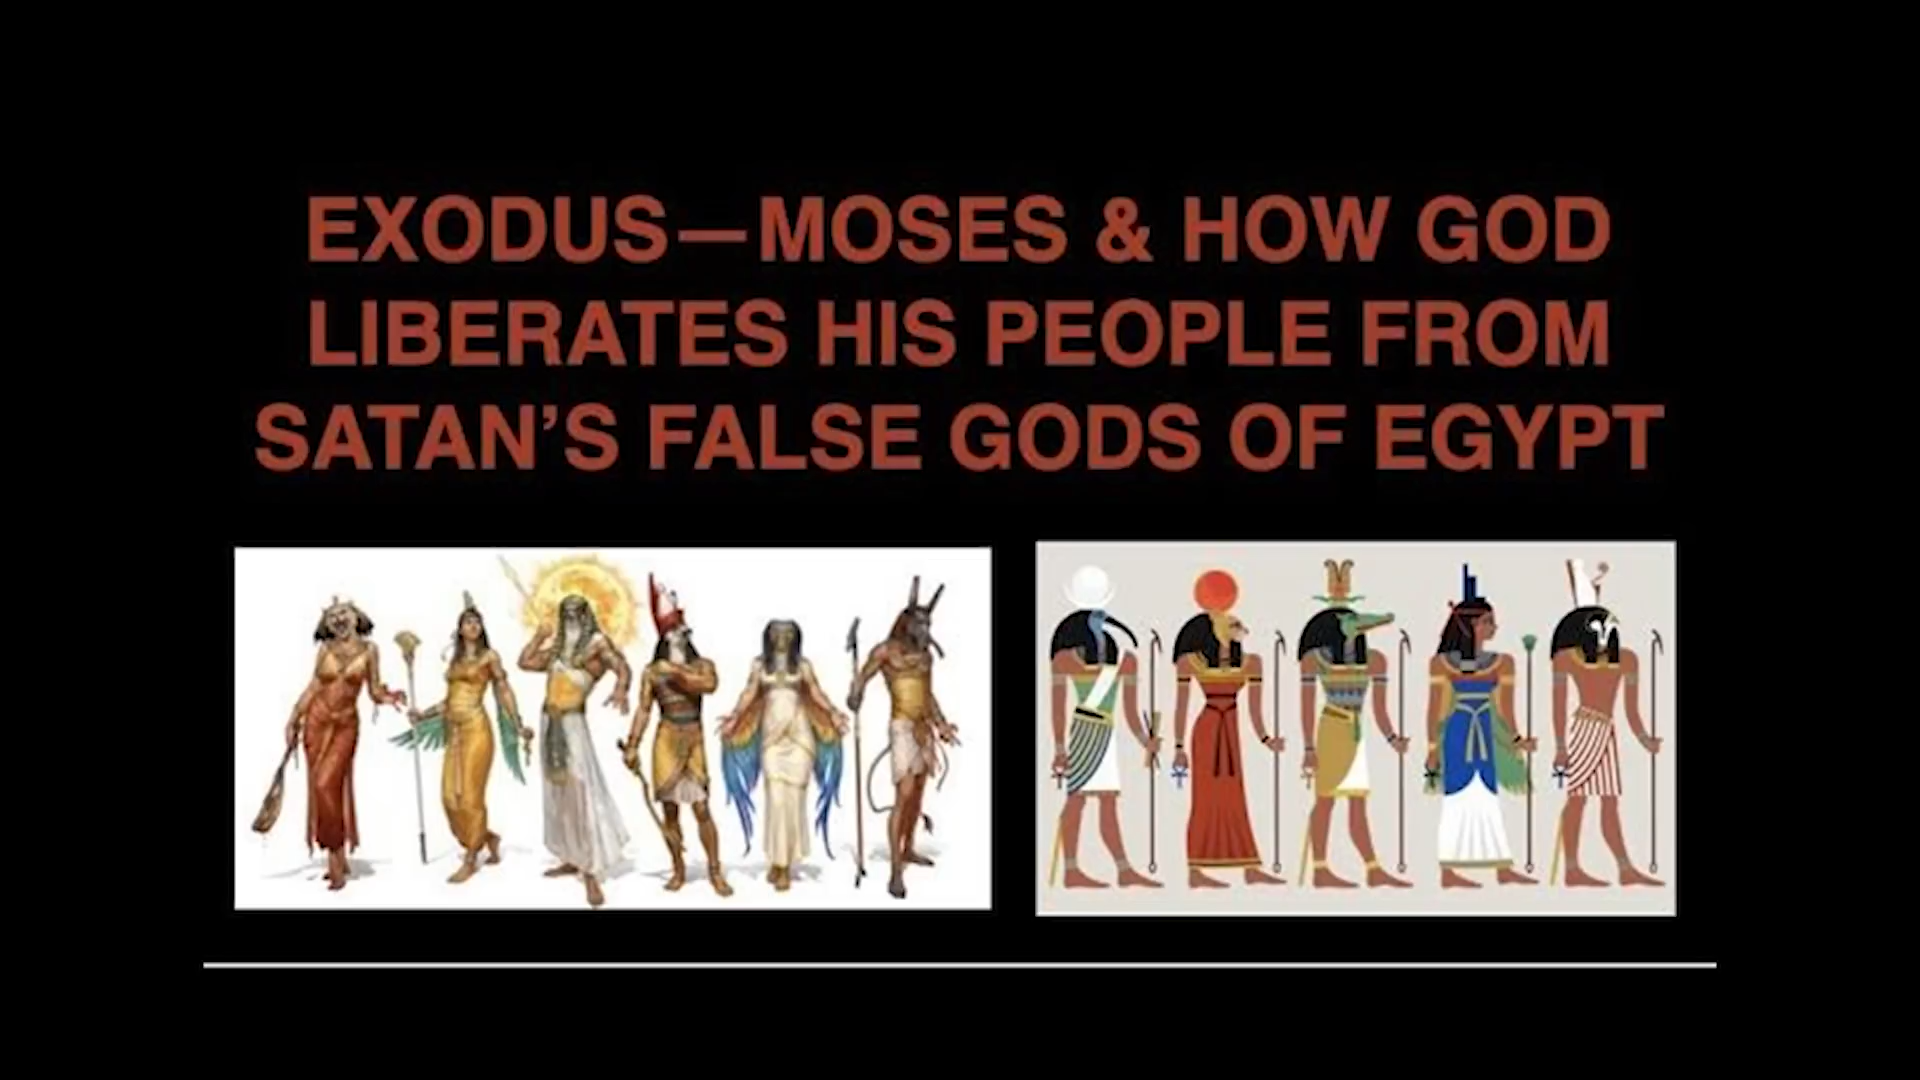 EXODUS—MOSES & HOW GOD
LIBERATES HIS PEOPLE FROM
SATAN’S FALSE GODS OF EGYPT